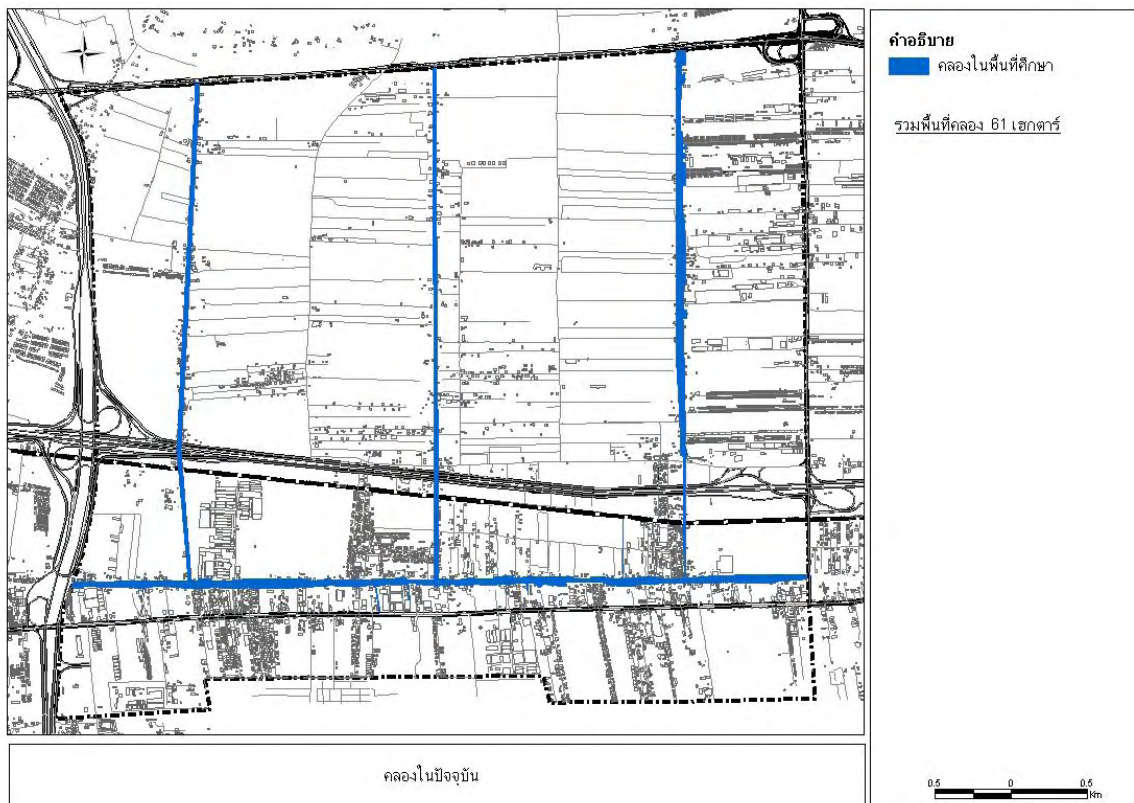 คำอธิบาย
คลองในพื้นที่ศึกษา
รวมพื้นที่คลอง 61 เฮกตาร์
คลองในปัจจุบัน
0.5 0 0.5
Km